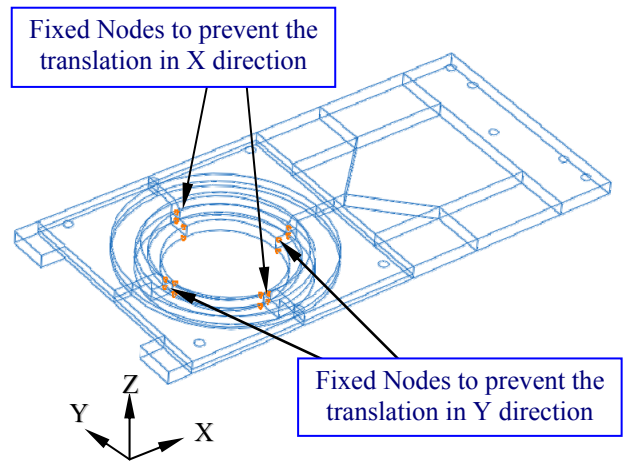 Fixed Nodes to prevent the
translation in X direction
Fixed Nodes to prevent the
translation in Y direction
Z
Y
X